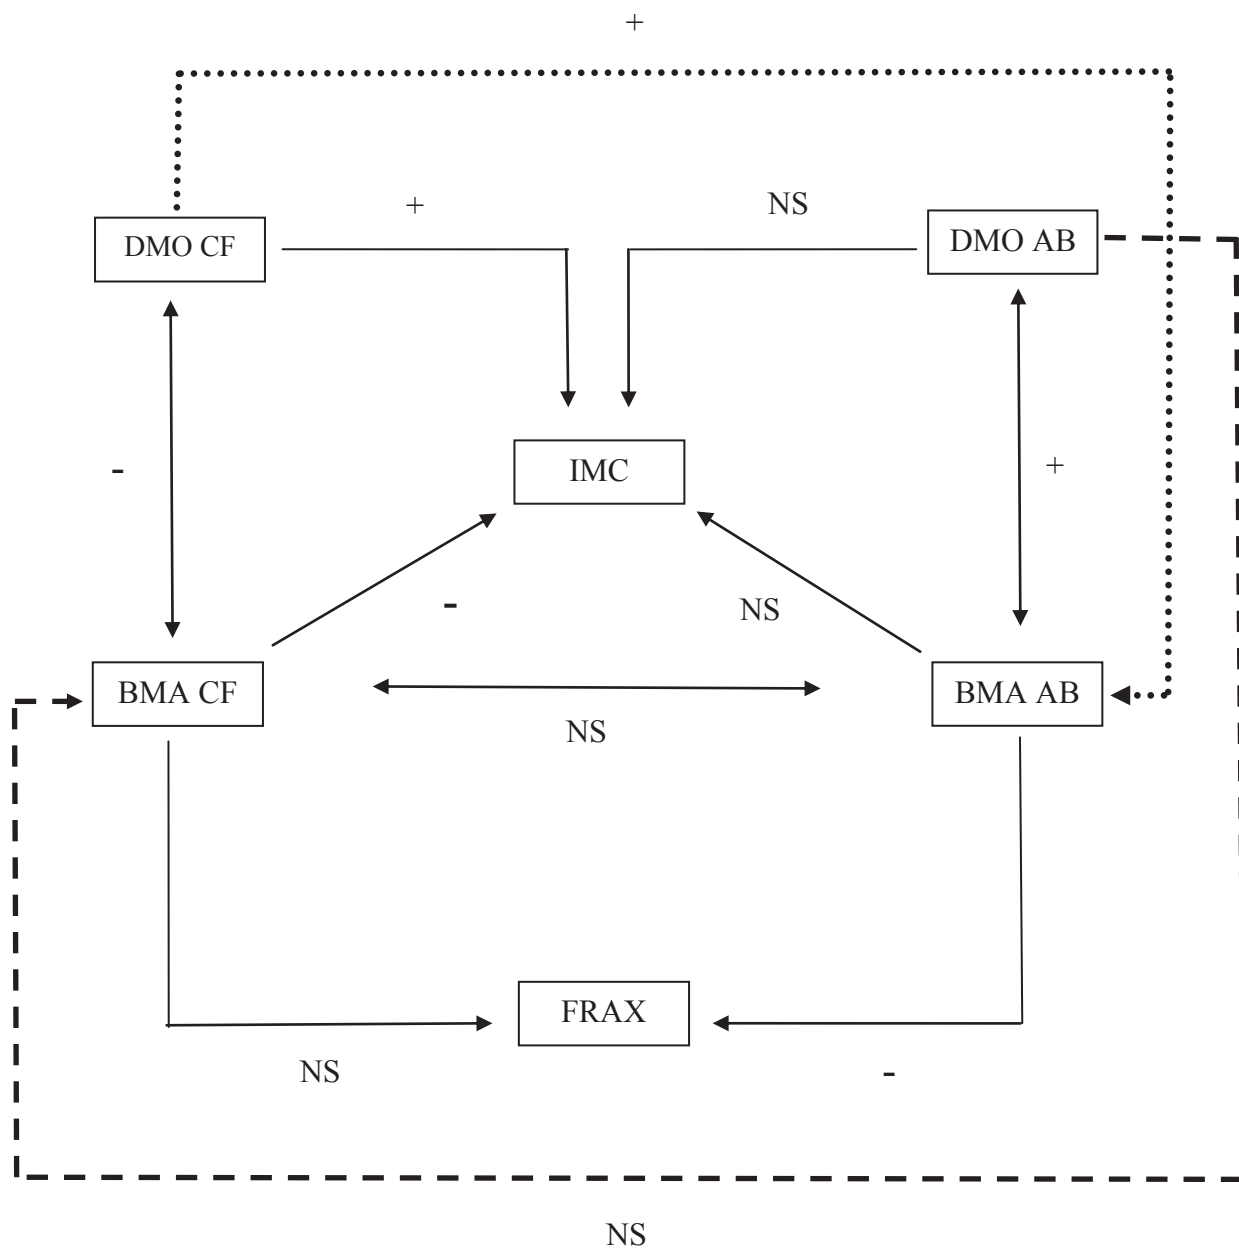 +
+
NS
DMO CF
DMO AB
-
IMC
+
-
NS
BMA CF
BMA AB
NS
FRAX
NS
-
NS